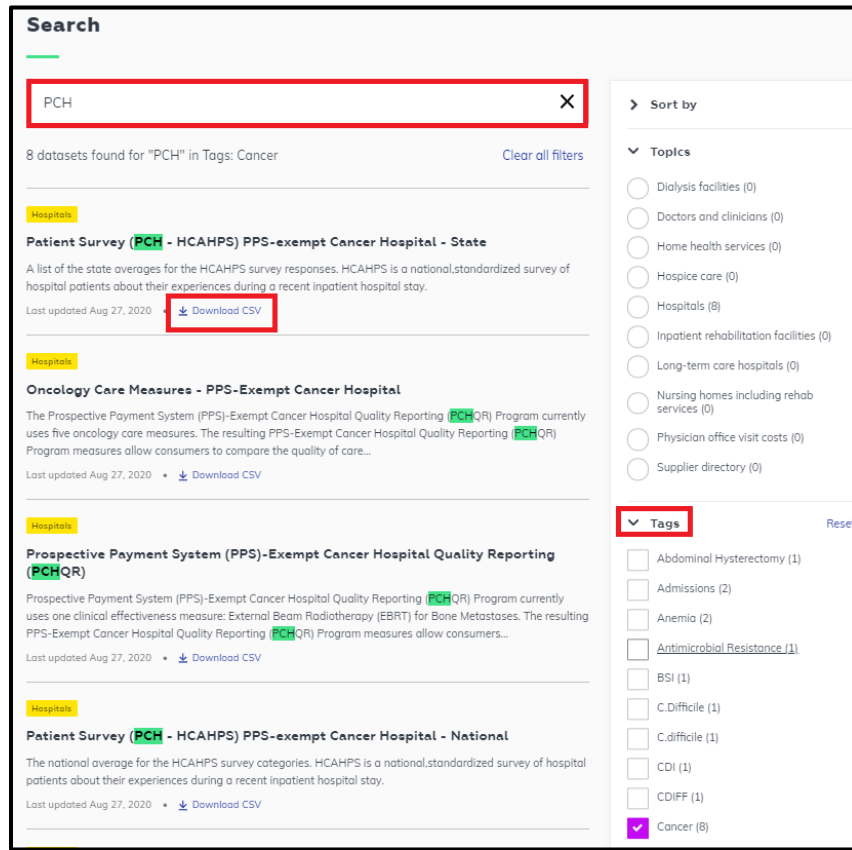 Search
PCH
8 datasets found for "PCH" in Tags: Cancer
Clear all filters
Hospitals
Patient Survey (PCH - HCAHPS) PPS-exempt Cancer Hospital - State
A list of the state averages for the HCAHPS survey responses. HCAHPS is a national,standardized survey of
hospital patients about their experiences during a recent inpatient hospital stay.
Last updated Aug 27, 2020 • Download CSV
Hospitals
Oncology Care Measures - PPS-Exempt Cancer Hospital
The Prospective Payment System (PPS)-Exempt Cancer Hospital Quality Reporting (PCHQR) Program currently
uses five oncology care measures. The resulting PPS-Exempt Cancer Hospital Quality Reporting (PCHQR)
Program measures allow consumers to compare the quality of care...
Last updated Aug 27, 2020 • Download CSV
Hospitals
Prospective Payment System (PPS)-Exempt Cancer Hospital Quality Reporting
(PCHQR)
Prospective Payment System (PPS)-Exempt Cancer Hospital Quality Reporting (PCHQR) Program currently
uses one clinical effectiveness measure: External Beam Radiotherapy (EBRT) for Bone Metastases. The resulting
PPS-Exempt Cancer Hospital Quality Reporting (PCHQR) Program measures allow consumers...
Last updated Aug 27, 2020 • Download CSV
Hospitals
Patient Survey (PCH - HCAHPS) PPS-exempt Cancer Hospital - National
The national average for the HCAHPS survey categories. HCAHPS is a national,standardized survey of hospital
patients about their experiences during a recent inpatient hospital stay.
Last updated Aug 27, 2020 • Download CSV
Sort by
Topics
Dialysis facilities (0)
Doctors and clinicians (0)
Home health services (0)
Hospice care (0)
Hospitals (8)
Inpatient rehabilitation facilities (0)
Long-term care hospitals (0)
Nursing homes including rehab
services (0)
Physician office visit costs (0)
Supplier directory (0)
Tags
Reset
Abdominal Hysterectomy (1)
Admissions (2)
Anemia (2)
Antimicrobial Resistance (1)
BSI (1)
C.Difficile (1)
C.difficile (1)
CDI (1)
CDIFF (1)
Cancer (8)